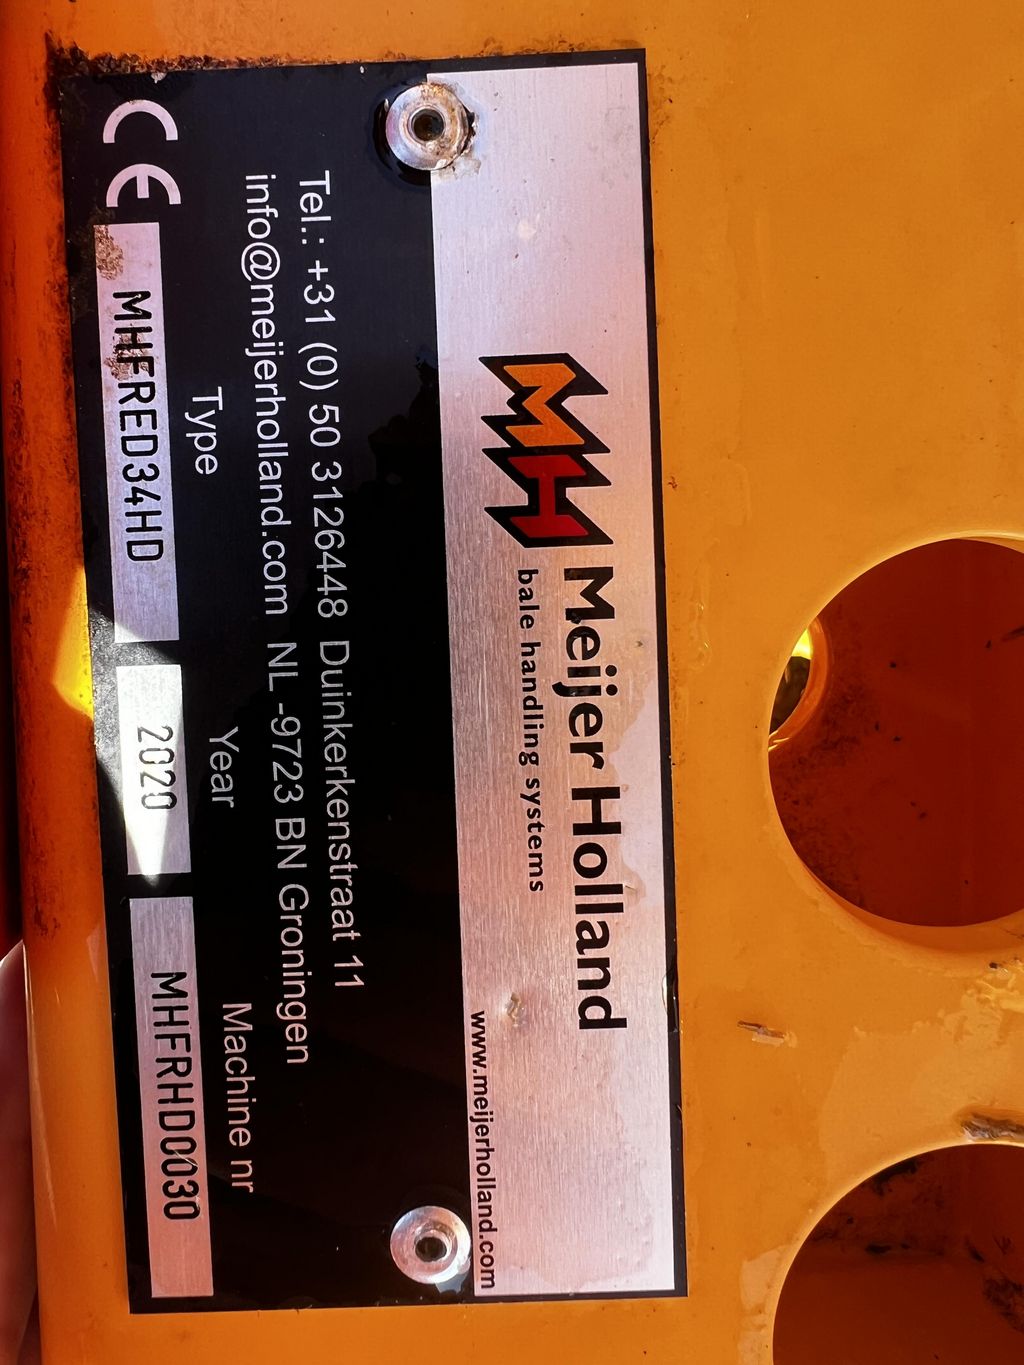 MH Meijer Holland
bale handling systems
www.meijerholland.com
Tel.: +31 (0) 50 3126448 Duinkerkenstraat 11
info@meijerholland.com NL -9723 BN Groningen
Type Year Machine nr
CE MHFRED34HD 2020 MHFRHD0030